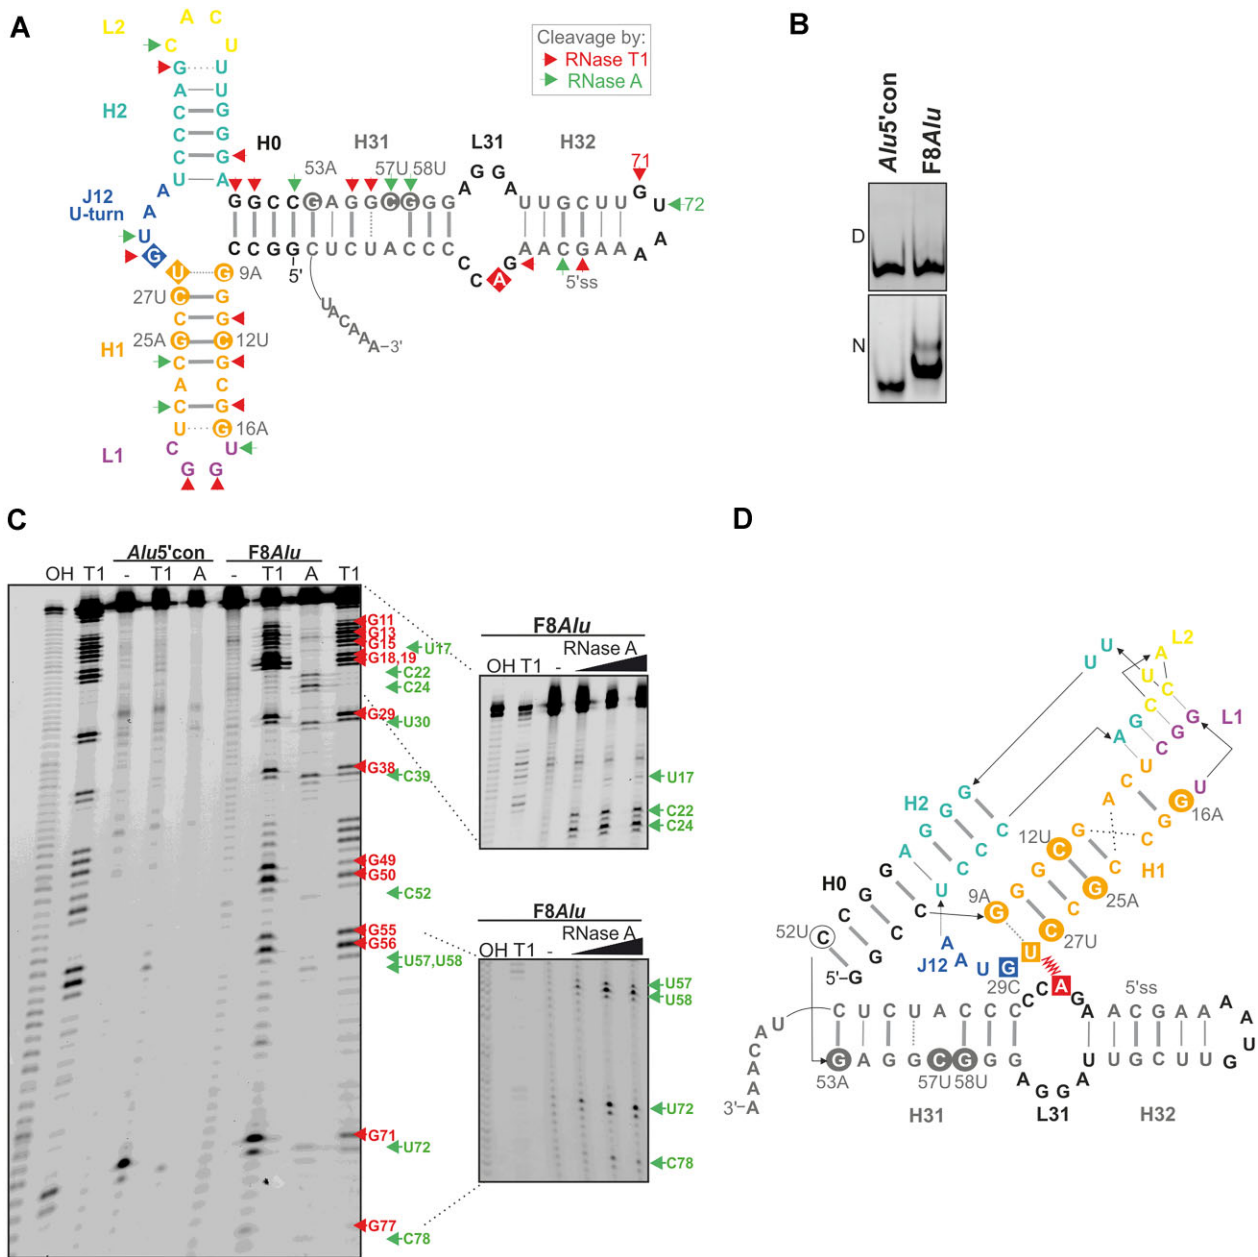 A
B
A C
L2 C U
Cleavage by:
RNase T1
RNase A
G U
A U
H2 C G
C G
C G
U A
H0 H31 L31 H32
53A 57U 58U 71
J12
U-turn
A
A
U
G
G G C C G A G G C G G G A G G A U U G C U U G U 72
C C G G C U C U A C C C C C A G A A C G A A A A
5' 5'ss
U A C A A A –3'
U G 9A
27U C G
C G
25A G C 12U
H1 C G
A C
C G
U G 16A
L1 C U
G G
Alu5'con
F8Alu
D
N
C
D
Alu5'con F8Alu
OH T1 - T1 A - T1 A T1
G11
G13
G15
U17
G18,19
C22
C24
G29
U30
G38
C39
G49
G50
C52
G55
G56
U57,U58
G71
U72
G77
C78
F8Alu
RNase A
OH T1 -
U17
C22
C24
F8Alu
RNase A
OH T1 -
U57
U58
U72
C78
U U A L2
U C
C G L1
A G C G
U
H2 G A C U
G C G 16A
G C 12U C G C
A C C H1
H0 G U 9A G G G 25A
G C G C
52U C C C A U C 27U
5'–G G J12 A U G
29C A 5'ss
U C U C U A C C C C C A G A A C G A A A A U
A C A A A 3'–A
G A G G C G G G A G G A U U G C U U G
53A 57U 58U
H31 L31 H32